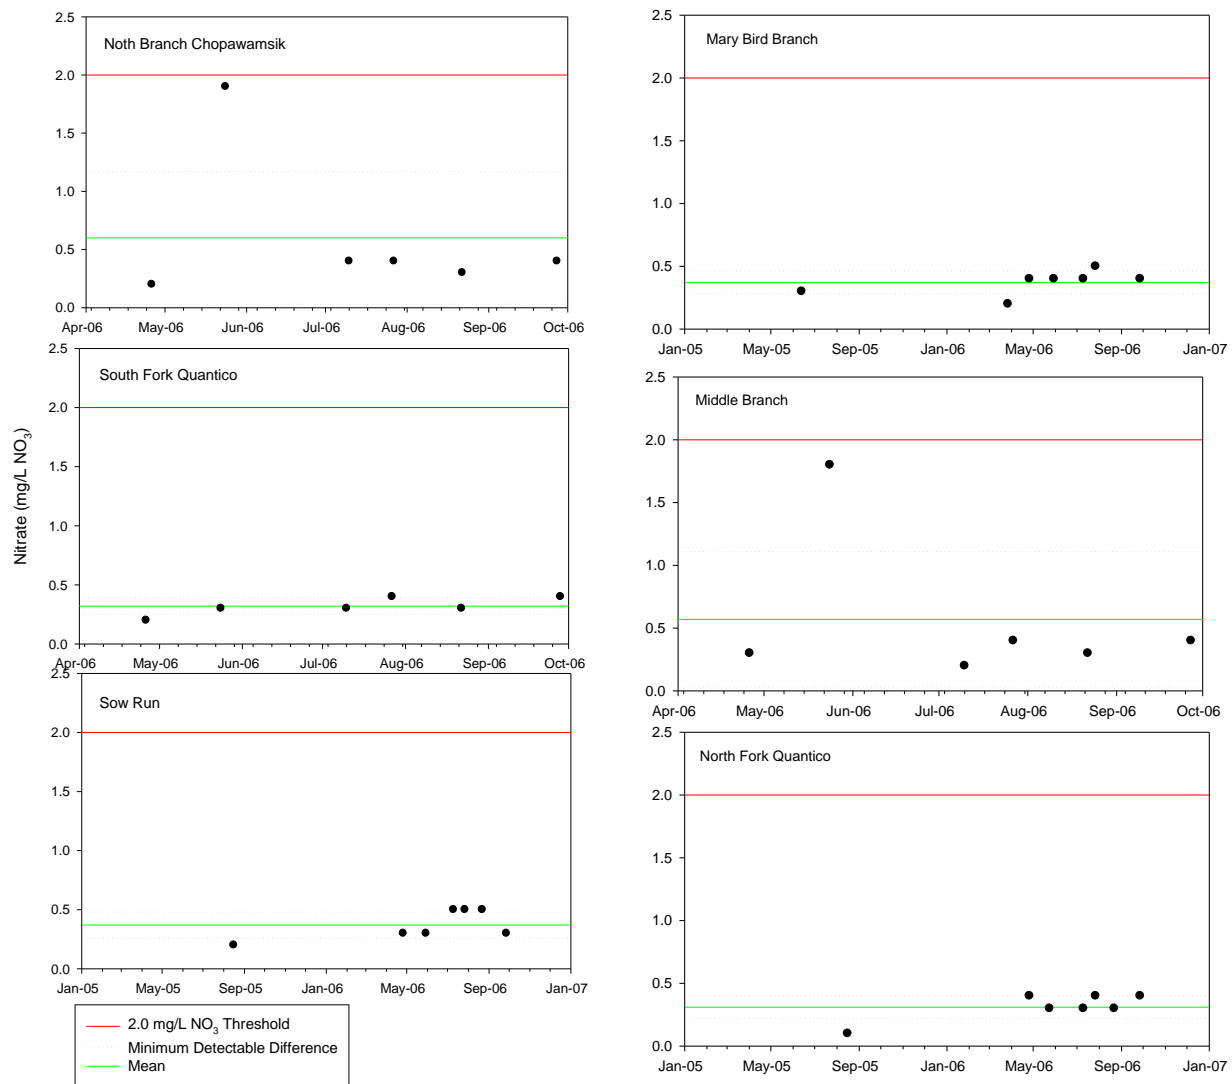 Noth Branch Chopawamsik
2.5
2.0
1.5
1.0
0.5
0.0
Apr-06 May-06 Jun-06 Jul-06 Aug-06 Sep-06 Oct-06
Mary Bird Branch
2.5
2.0
1.5
1.0
0.5
0.0
Jan-05 May-05 Sep-05 Jan-06 May-06 Sep-06 Jan-07
Nitrate (mg/L NO3)
South Fork Quantico
2.5
2.0
1.5
1.0
0.5
0.0
Apr-06 May-06 Jun-06 Jul-06 Aug-06 Sep-06 Oct-06
Middle Branch
2.5
2.0
1.5
1.0
0.5
0.0
Apr-06 May-06 Jun-06 Jul-06 Aug-06 Sep-06 Oct-06
Sow Run
2.5
2.0
1.5
1.0
0.5
0.0
Jan-05 May-05 Sep-05 Jan-06 May-06 Sep-06 Jan-07
North Fork Quantico
2.5
2.0
1.5
1.0
0.5
0.0
Jan-05 May-05 Sep-05 Jan-06 May-06 Sep-06 Jan-07
2.0 mg/L NO3 Threshold
Minimum Detectable Difference
Mean